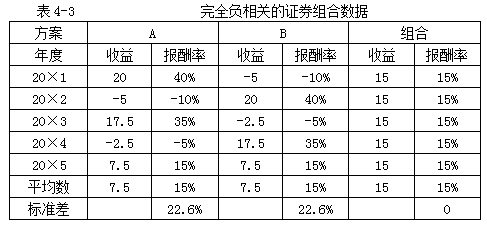 表4-3 完全负相关的证券组合数据
方案 A B 组合
年度 收益 报酬率 收益 报酬率 收益 报酬率
20×1 20 40% -5 -10% 15 15%
20×2 -5 -10% 20 40% 15 15%
20×3 17.5 35% -2.5 -5% 15 15%
20×4 -2.5 -5% 17.5 35% 15 15%
20×5 7.5 15% 7.5 15% 15 15%
平均数 7.5 15% 7.5 15% 15 15%
标准差 22.6% 22.6% 0